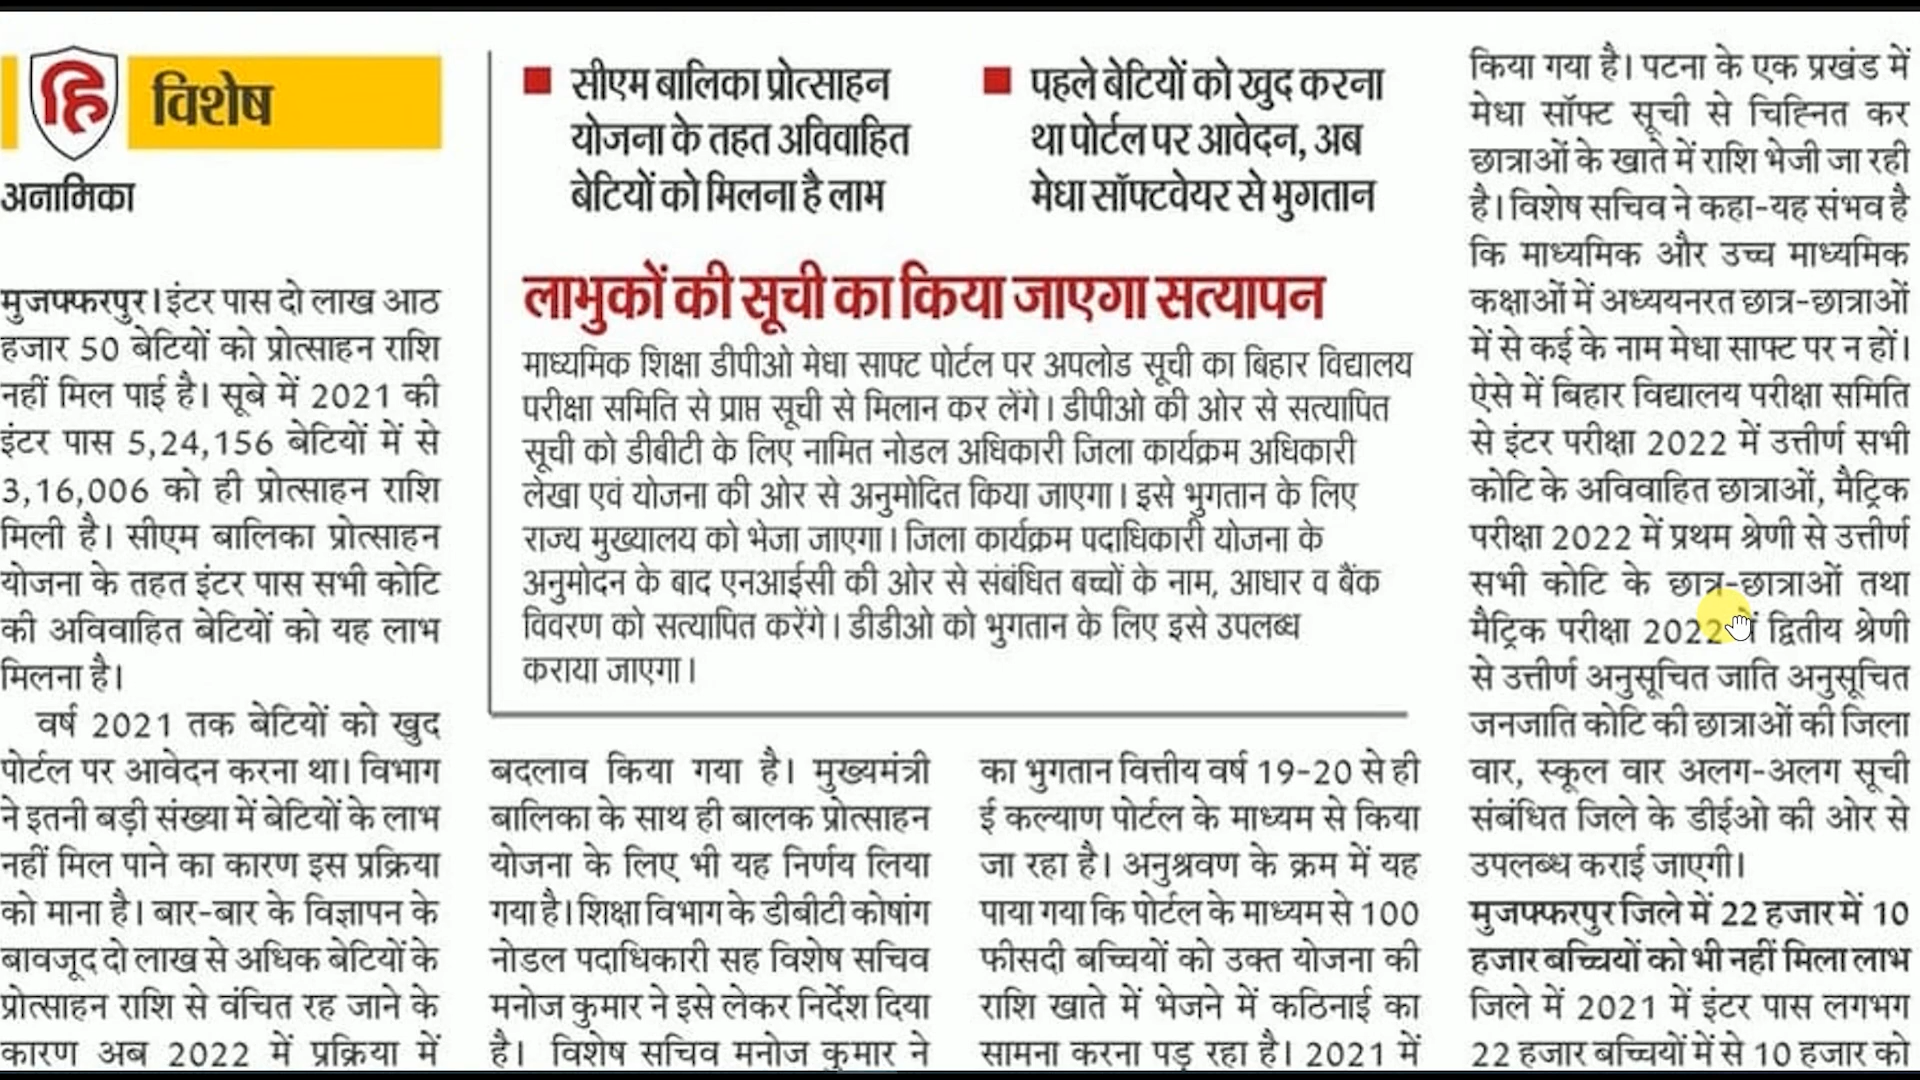 हि
विशेष
अनामिका
मुजफ्फरपुर। इंटर पास दो लाख आठ
हजार 50 बेटियों को प्रोत्साहन राशि
नहीं मिल पाई है। सूबे में 2021 की
इंटर पास 5,24,156 बेटियों में से
3,16,006 को ही प्रोत्साहन राशि
मिली है। सीएम बालिका प्रोत्साहन
योजना के तहत इंटर पास सभी कोटि
की अविवाहित बेटियों को यह लाभ
मिलना है।
वर्ष 2021 तक बेटियों को खुद
पोर्टल पर आवेदन करना था। विभाग
ने इतनी बड़ी संख्या में बेटियों के लाभ
नहीं मिल पाने का कारण इस प्रक्रिया
को माना है। बार-बार के विज्ञापन के
बावजूद दो लाख से अधिक बेटियों के
प्रोत्साहन राशि से वंचित रह जाने के
कारण अब 2022 में प्रक्रिया में
सीएम बालिका प्रोत्साहन
योजना के तहत अविवाहित
बेटियों को मिलना है लाभ
पहले बेटियों को खुद करना
था पोर्टल पर आवेदन, अब
मेधा सॉफ्टवेयर से भुगतान
लाभुकों की सूची का किया जाएगा सत्यापन
माध्यमिक शिक्षा डीपीओ मेधा साफ्ट पोर्टल पर अपलोड सूची का बिहार विद्यालय
परीक्षा समिति से प्राप्त सूची से मिलान कर लेंगे। डीपीओ की ओर से सत्यापित
सूची को डीबीटी के लिए नामित नोडल अधिकारी जिला कार्यक्रम अधिकारी
लेखा एवं योजना की ओर से अनुमोदित किया जाएगा। इसे भुगतान के लिए
राज्य मुख्यालय को भेजा जाएगा। जिला कार्यक्रम पदाधिकारी योजना के
अनुमोदन के बाद एनआईसी की ओर से संबंधित बच्चों के नाम, आधार व बैंक
विवरण को सत्यापित करेंगे। डीडीओ को भुगतान के लिए इसे उपलब्ध
कराया जाएगा।
बदलाव किया गया है। मुख्यमंत्री
बालिका के साथ ही बालक प्रोत्साहन
योजना के लिए भी यह निर्णय लिया
गया है। शिक्षा विभाग के डीबीटी कोषांग
नोडल पदाधिकारी सह विशेष सचिव
मनोज कुमार ने इसे लेकर निर्देश दिया
है। विशेष सचिव मनोज कुमार ने
का भुगतान वित्तीय वर्ष 19-20 से ही
ई कल्याण पोर्टल के माध्यम से किया
जा रहा है। अनुश्रवण के क्रम में यह
पाया गया कि पोर्टल के माध्यम से 100
फीसदी बच्चियों को उक्त योजना की
राशि खाते में भेजने में कठिनाई का
सामना करना पड़ रहा है। 2021 में
किया गया है। पटना के एक प्रखंड में
मेधा सॉफ्ट सूची से चिह्नित कर
छात्राओं के खाते में राशि भेजी जा रही
है। विशेष सचिव ने कहा-यह संभव है
कि माध्यमिक और उच्च माध्यमिक
कक्षाओं में अध्ययनरत छात्र-छात्राओं
में से कई के नाम मेधा साफ्ट पर न हों।
ऐसे में बिहार विद्यालय परीक्षा समिति
से इंटर परीक्षा 2022 में उत्तीर्ण सभी
कोटि के अविवाहित छात्राओं, मैट्रिक
परीक्षा 2022 में प्रथम श्रेणी से उत्तीर्ण
सभी कोटि के छात्र-छात्राओं तथा
मैट्रिक परीक्षा 2022 में द्वितीय श्रेणी
से उत्तीर्ण अनुसूचित जाति अनुसूचित
जनजाति कोटि की छात्राओं की जिला
वार, स्कूल वार अलग-अलग सूची
संबंधित जिले के डीईओ की ओर से
उपलब्ध कराई जाएगी।
मुजफ्फरपुर जिले में 22 हजार में 10
हजार बच्चियों को भी नहीं मिला लाभ
जिले में 2021 में इंटर पास लगभग
22 हजार बच्चियों में से 10 हजार को